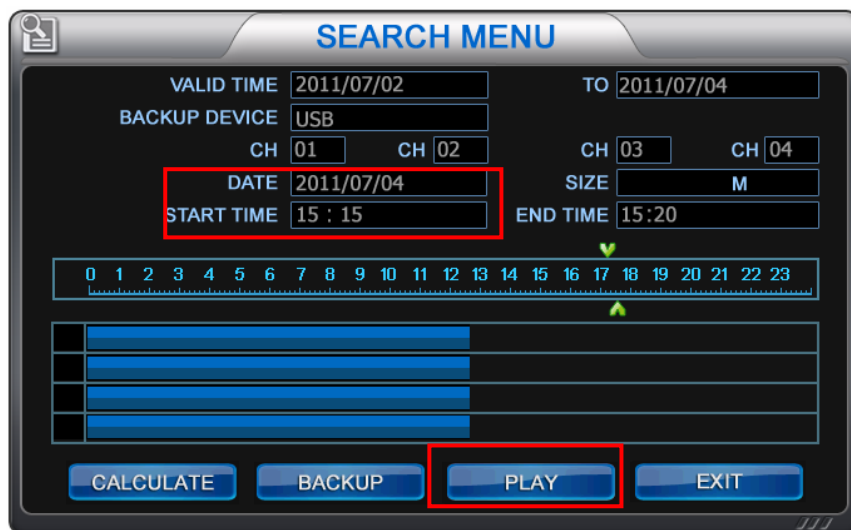 SEARCH MENU
VALID TIME 2011/07/02 TO 2011/07/04
BACKUP DEVICE USB
CH 01 CH 02 CH 03 CH 04
DATE 2011/07/04 SIZE M
START TIME 15 : 15 END TIME 15:20
0 1 2 3 4 5 6 7 8 9 10 11 12 13 14 15 16 17 18 19 20 21 22 23
CALCULATE BACKUP PLAY EXIT